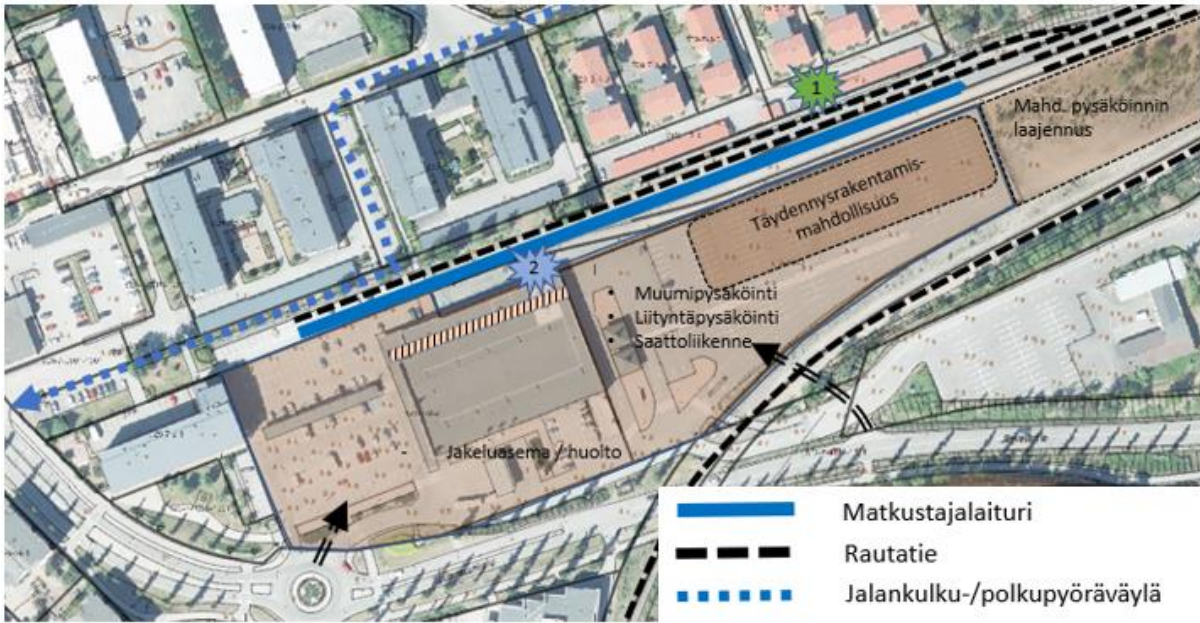 1
Mahd. pysäköinnin
laajennus
Täydennysrakentamis-
mahdollisuus
2
• Muumipysäköinti
• Liityntäpysäköinti
• Saattoliikenne
- Jakeluasema / huolto
Matkustajalaituri
Rautatie
Jalankulku-/polkupyöräväylä